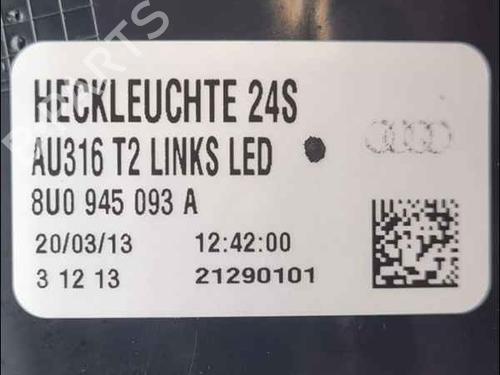 HECKLEUCHTE 24S
AU316 T2 LINKS LED
8U0 945 093 A
20/03/13 12:42:00
3 12 13 21290101